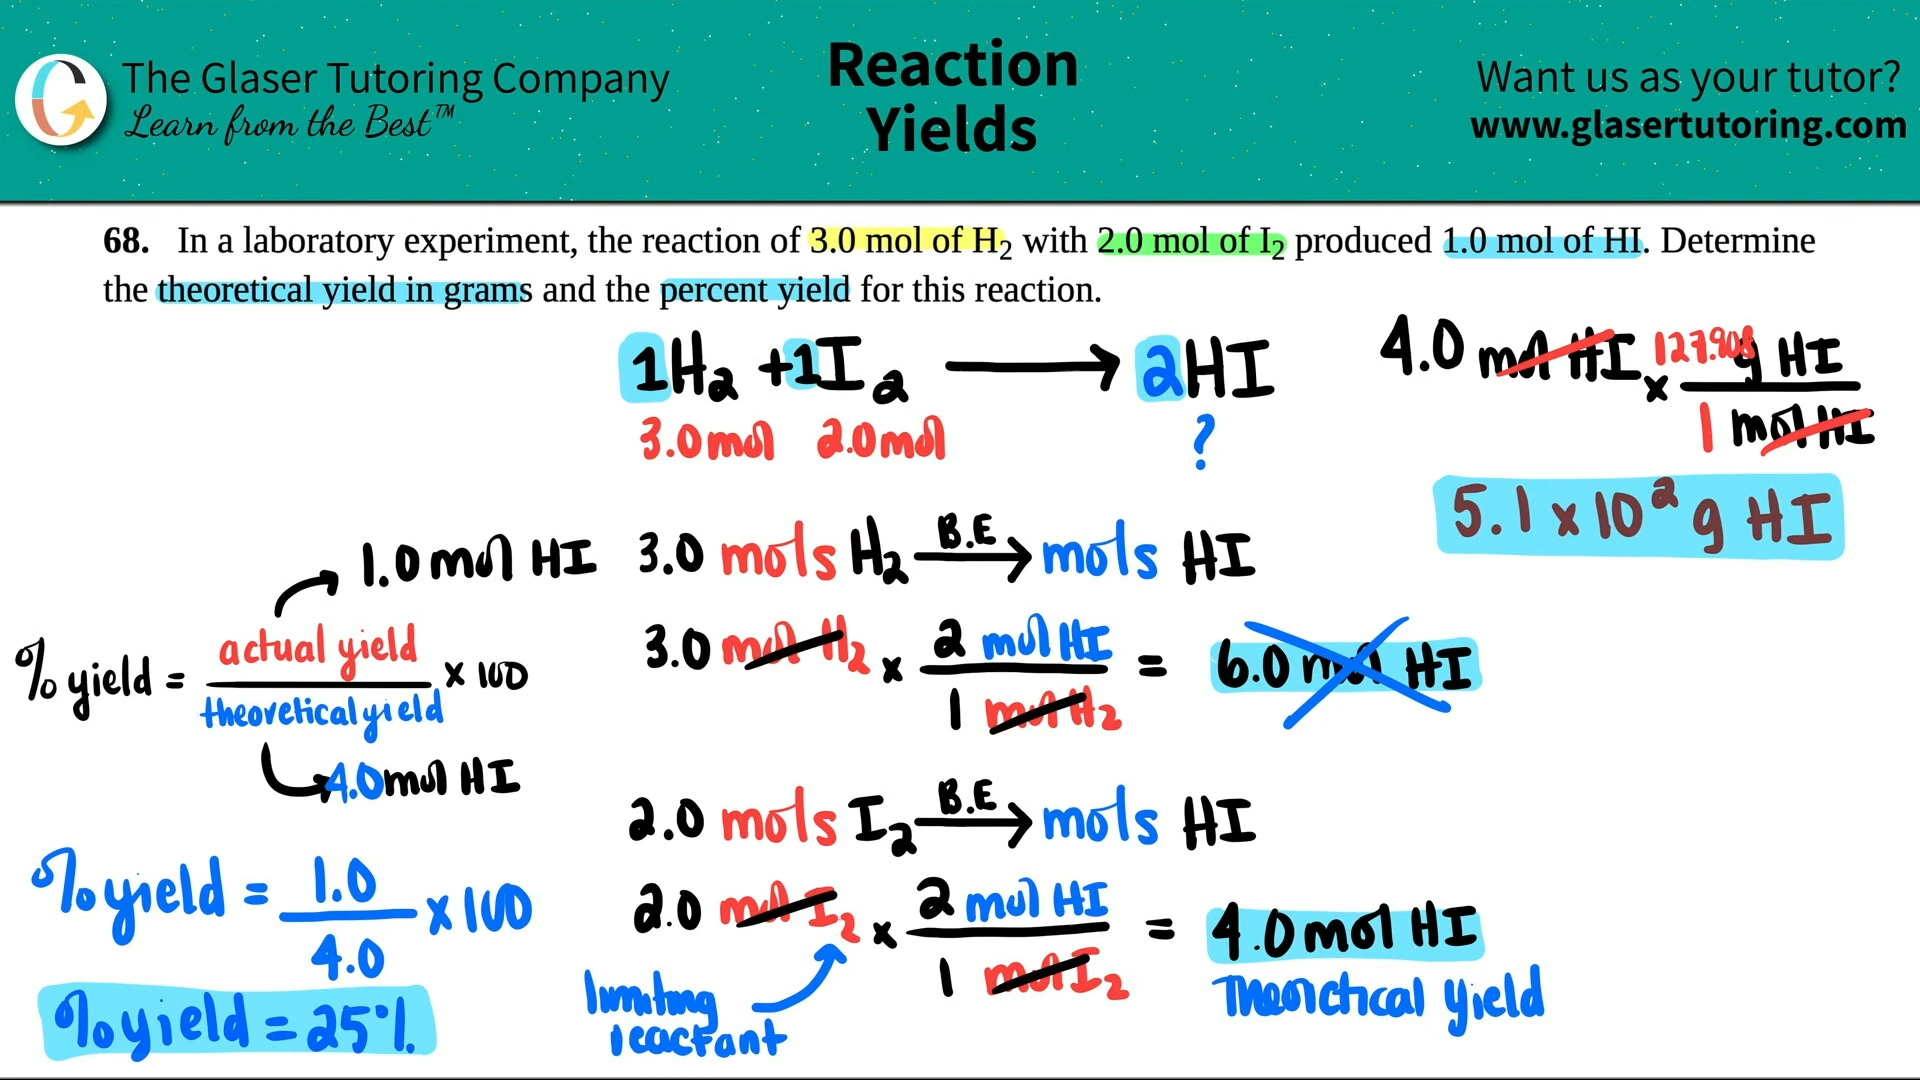 The Glaser Tutoring Company
Learn from the Best™
Reaction
Yields
Want us as your tutor?
www.glasertutoring.com
68. In a laboratory experiment, the reaction of 3.0 mol of H₂ with 2.0 mol of I₂ produced 1.0 mol of HI. Determine
the theoretical yield in grams and the percent yield for this reaction.
1H₂ + 1I₂ → 2HI
3.0 mol 2.0 mol ?
4.0 mol HI × 127.908 g HI
1 mol HI
5.1 × 10² g HI
1.0 mol HI
% yield = actual yield × 100
theoretical yield
4.0 mol HI
% yield = 1.0 × 100
4.0
% yield = 25%
3.0 mols H₂ B.E → mols HI
3.0 mol H₂ × 2 mol HI = 6.0 mol HI
1 mol H₂
2.0 mols I₂ B.E → mols HI
2.0 mol I₂ × 2 mol HI = 4.0 mol HI
1 mol I₂
limiting
reactant
Theoretical Yield